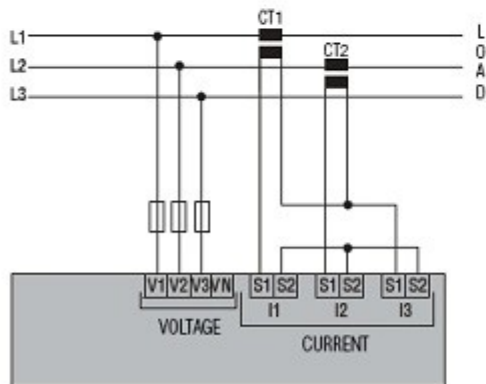 CT1
L1 L
O
L2 CT2 A
L3 D
V1 V2 V3 VN S1 S2 S1 S2 S1 S2
I1 I2 I3
VOLTAGE
CURRENT